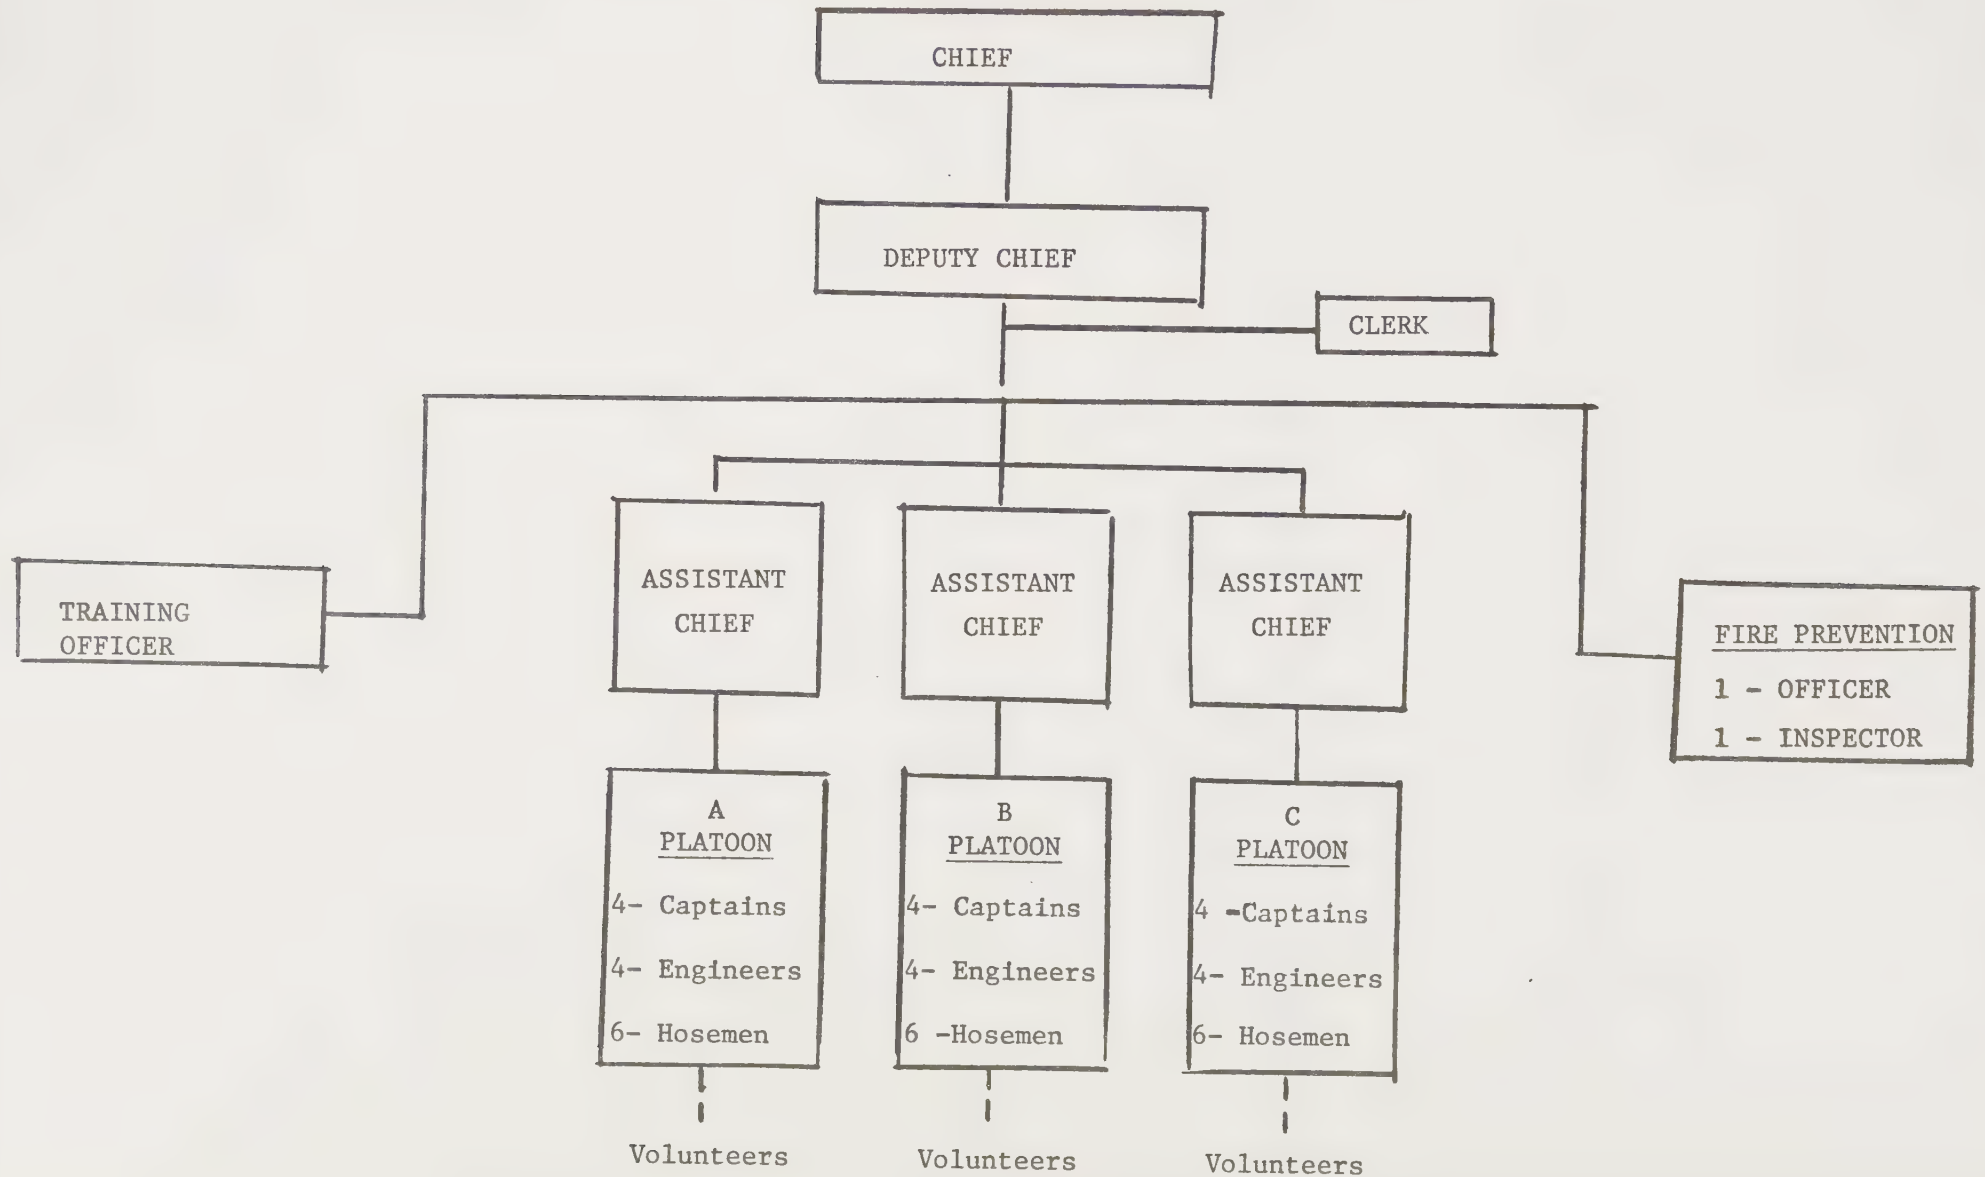 CHIEF
DEPUTY CHIEF
CLERK
TRAINING
OFFICER
ASSISTANT
CHIEF
ASSISTANT
CHIEF
ASSISTANT
CHIEF
FIRE PREVENTION
1 - OFFICER
1 - INSPECTOR
A
PLATOON
4- Captains
4- Engineers
6- Hosemen
B
PLATOON
4- Captains
4- Engineers
6 -Hosemen
C
PLATOON
4 -Captains
4- Engineers
6- Hosemen
Volunteers
Volunteers
Volunteers